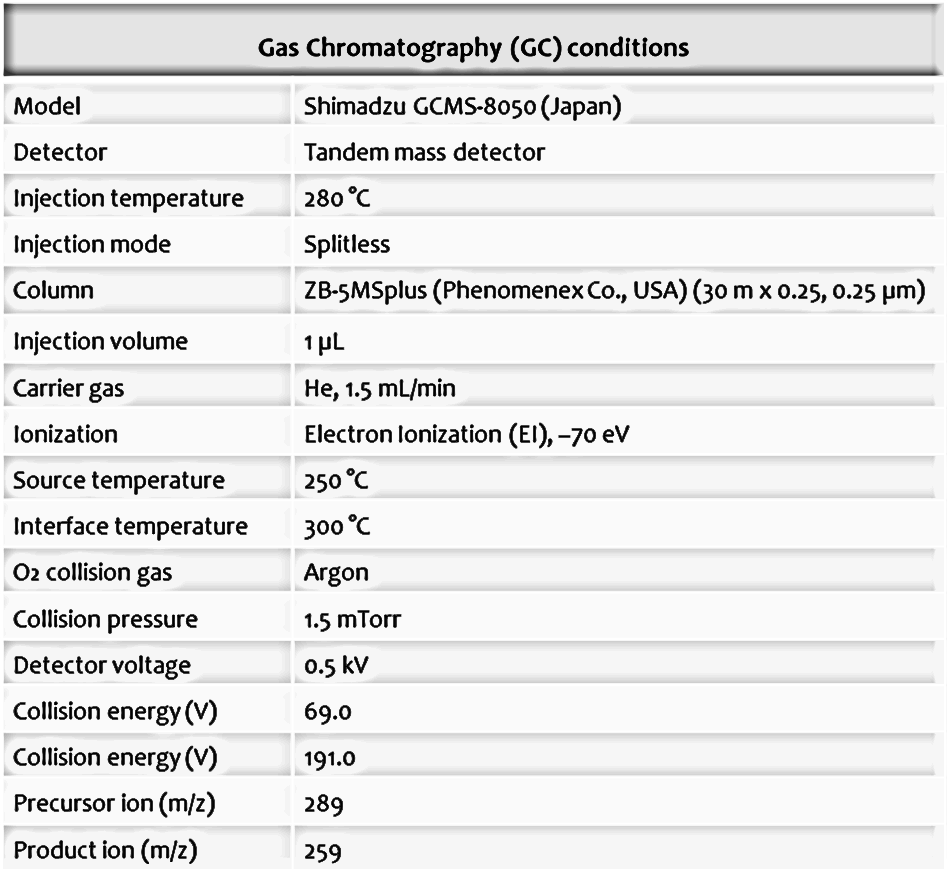 Gas Chromatography (GC) conditions
Model Shimadzu GCMS-8050 (Japan)
Detector Tandem mass detector
Injection temperature 280 °C
Injection mode Splitless
Column ZB-5MSplus (Phenomenex Co., USA) (30 m x 0.25, 0.25 µm)
Injection volume 1 µL
Carrier gas He, 1.5 mL/min
Ionization Electron Ionization (EI), –70 eV
Source temperature 250 °C
Interface temperature 300 °C
O2 collision gas Argon
Collision pressure 1.5 mTorr
Detector voltage 0.5 kV
Collision energy (V) 69.0
Collision energy (V) 191.0
Precursor ion (m/z) 289
Product ion (m/z) 259